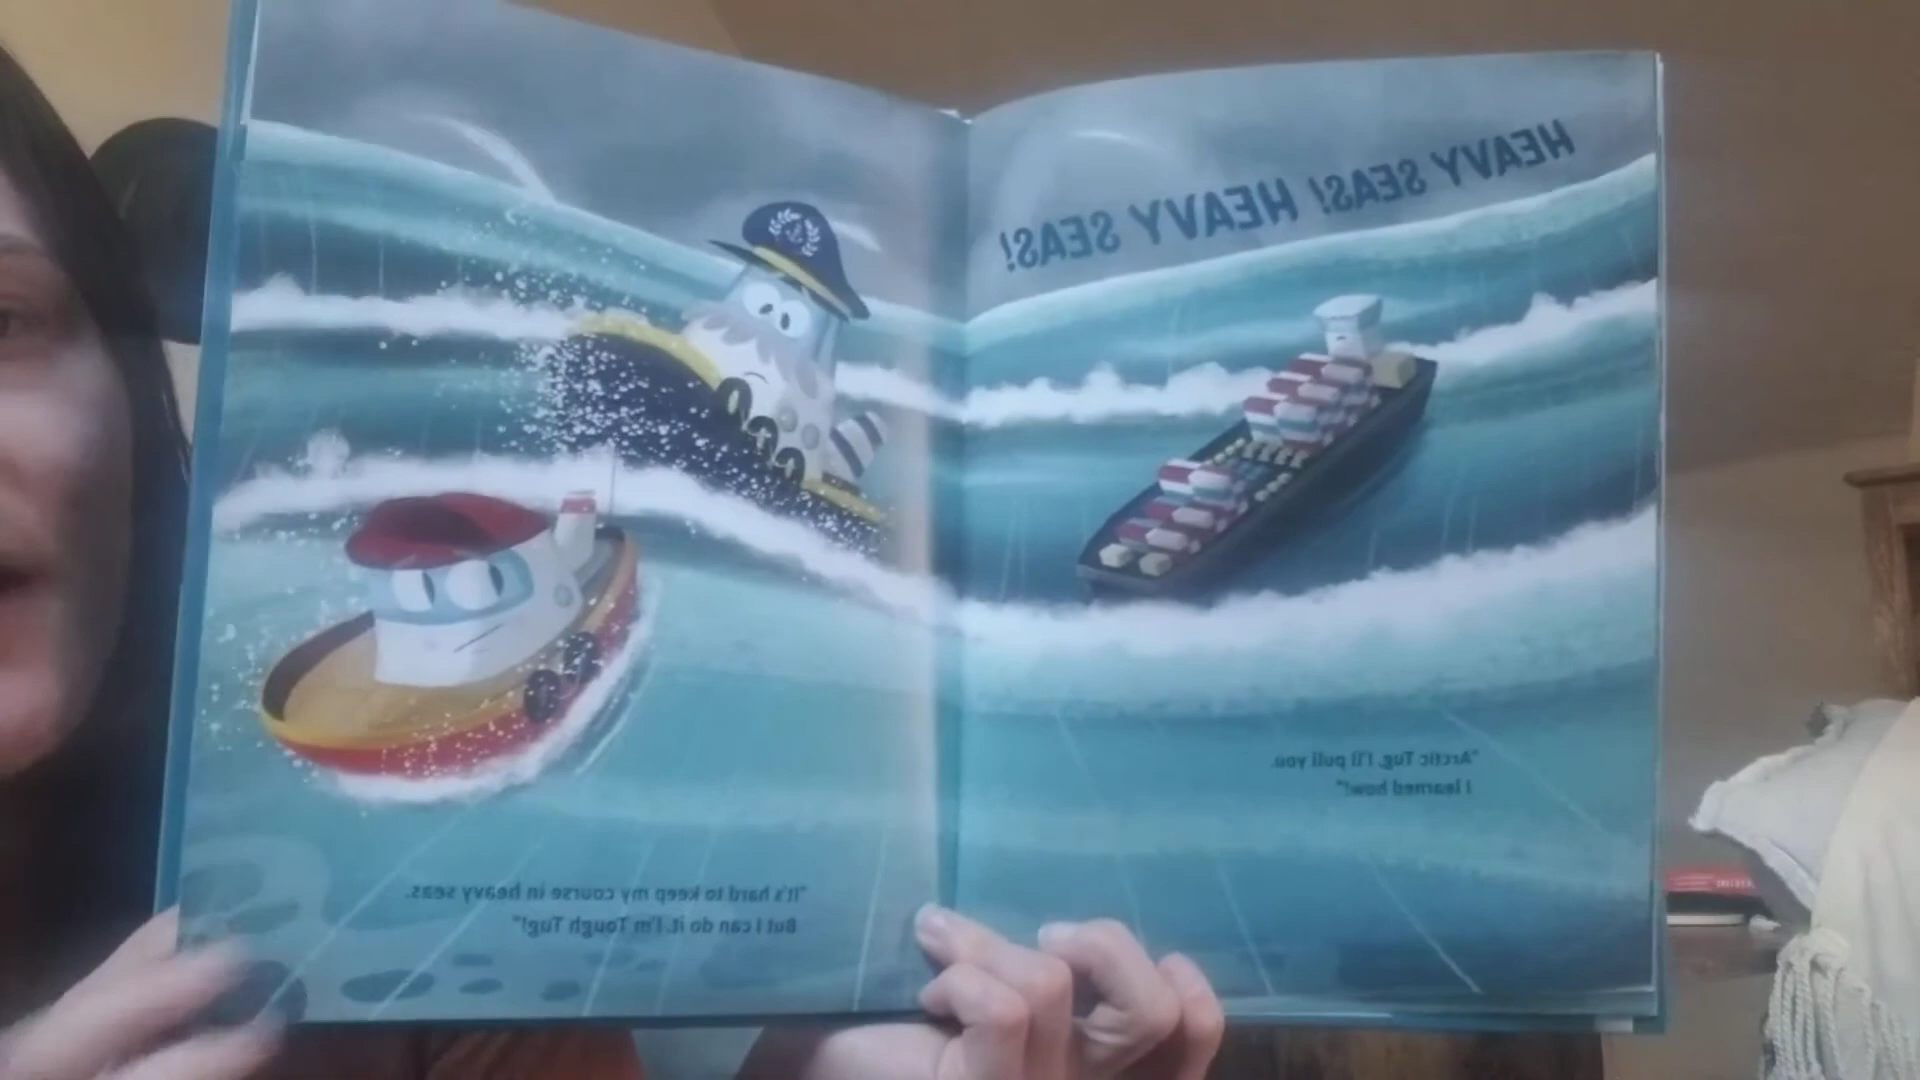 HEAVY SEAS! HEAVY SEAS!
"Arctic Tug, I'll pull you.
I learned how!"
"It's hard to keep my course in heavy seas.
But I can do it. I'm Tough Tug!"